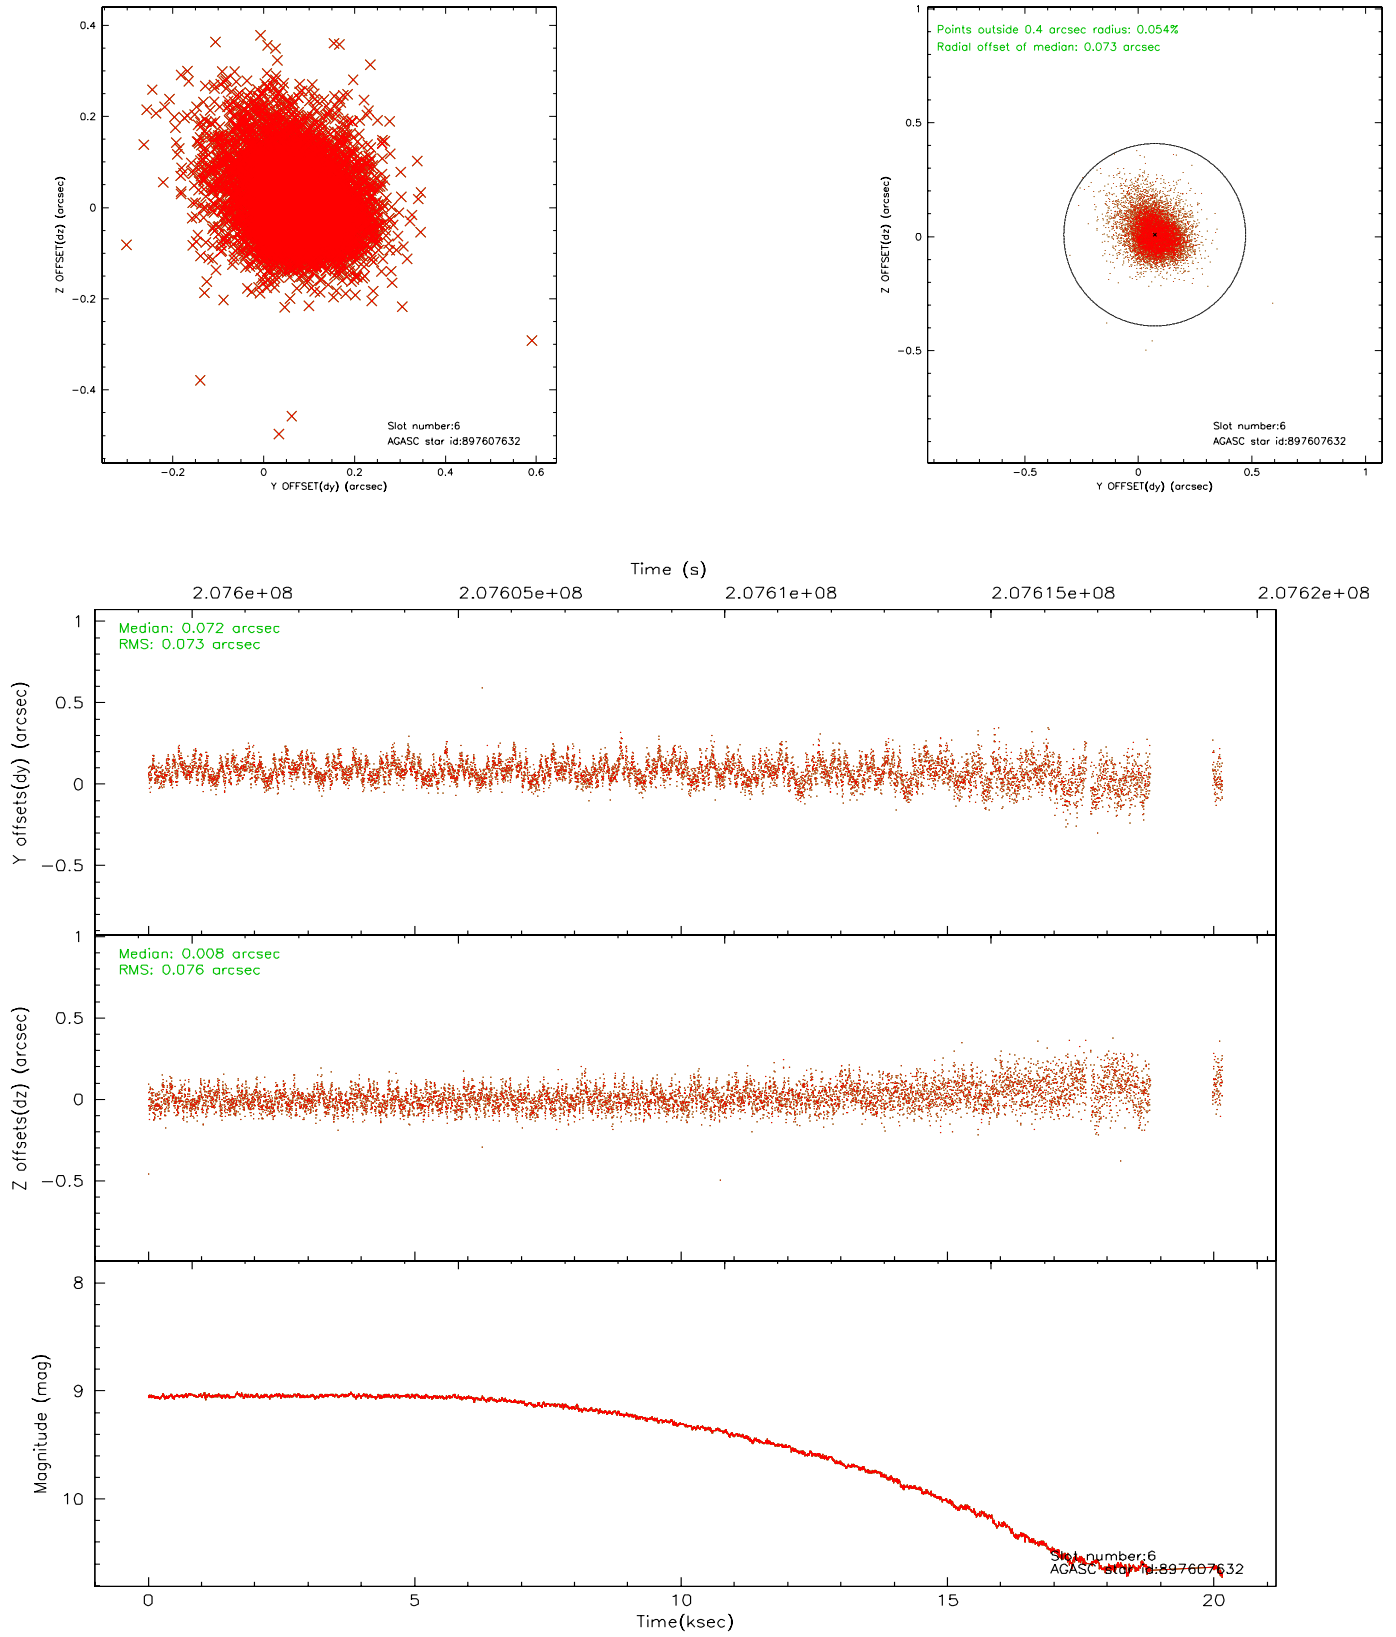 0.4
0.2
0
−0.2
−0.4
Z OFFSET(dz) (arcsec)
Slot number:6
AGASC star id:897607632
−0.2 0 0.2 0.4 0.6
Y OFFSET(dy) (arcsec)
1
0.5
0
−0.5
Z OFFSET(dz) (arcsec)
Points outside 0.4 arcsec radius: 0.054%
Radial offset of median: 0.073 arcsec
Slot number:6
AGASC star id:897607632
−0.5 0 0.5 1
Y OFFSET(dy) (arcsec)
Time (s)
2.076e+08 2.07605e+08 2.0761e+08 2.07615e+08 2.0762e+08
1
0.5
0
−0.5
Y offsets(dy) (arcsec)
Median: 0.072 arcsec
RMS: 0.073 arcsec
1
0.5
0
−0.5
Z offsets(dz) (arcsec)
Median: 0.008 arcsec
RMS: 0.076 arcsec
8
9
10
Magnitude (mag)
Slot number:6
AGASC star id:897607632
0 5 10 15 20
Time(ksec)